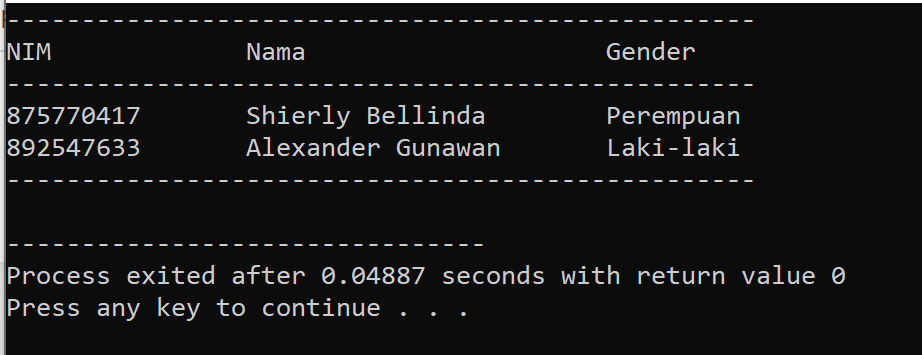 --------------------------------------------------
NIM             Nama                    Gender
--------------------------------------------------
875770417       Shierly Bellinda        Perempuan
892547633       Alexander Gunawan       Laki-laki
--------------------------------------------------
--------------------------------
Process exited after 0.04887 seconds with return value 0
Press any key to continue . . .